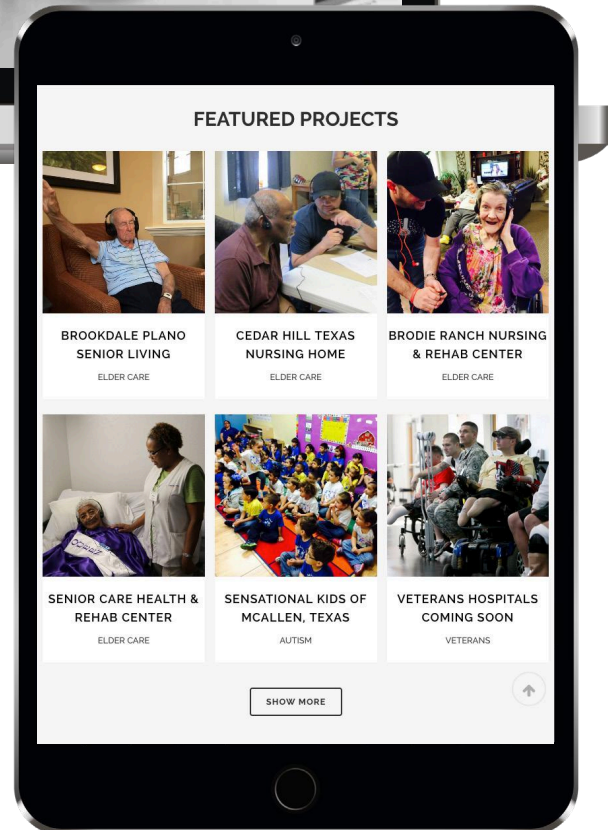 FEATURED PROJECTS
BROOKDALE PLANO
SENIOR LIVING
ELDER CARE
CEDAR HILL TEXAS
NURSING HOME
ELDER CARE
BRODIE RANCH NURSING
& REHAB CENTER
ELDER CARE
SENIOR CARE HEALTH &
REHAB CENTER
ELDER CARE
SENSATIONAL KIDS OF
MCALLEN, TEXAS
AUTISM
VETERANS HOSPITALS
COMING SOON
VETERANS
SHOW MORE